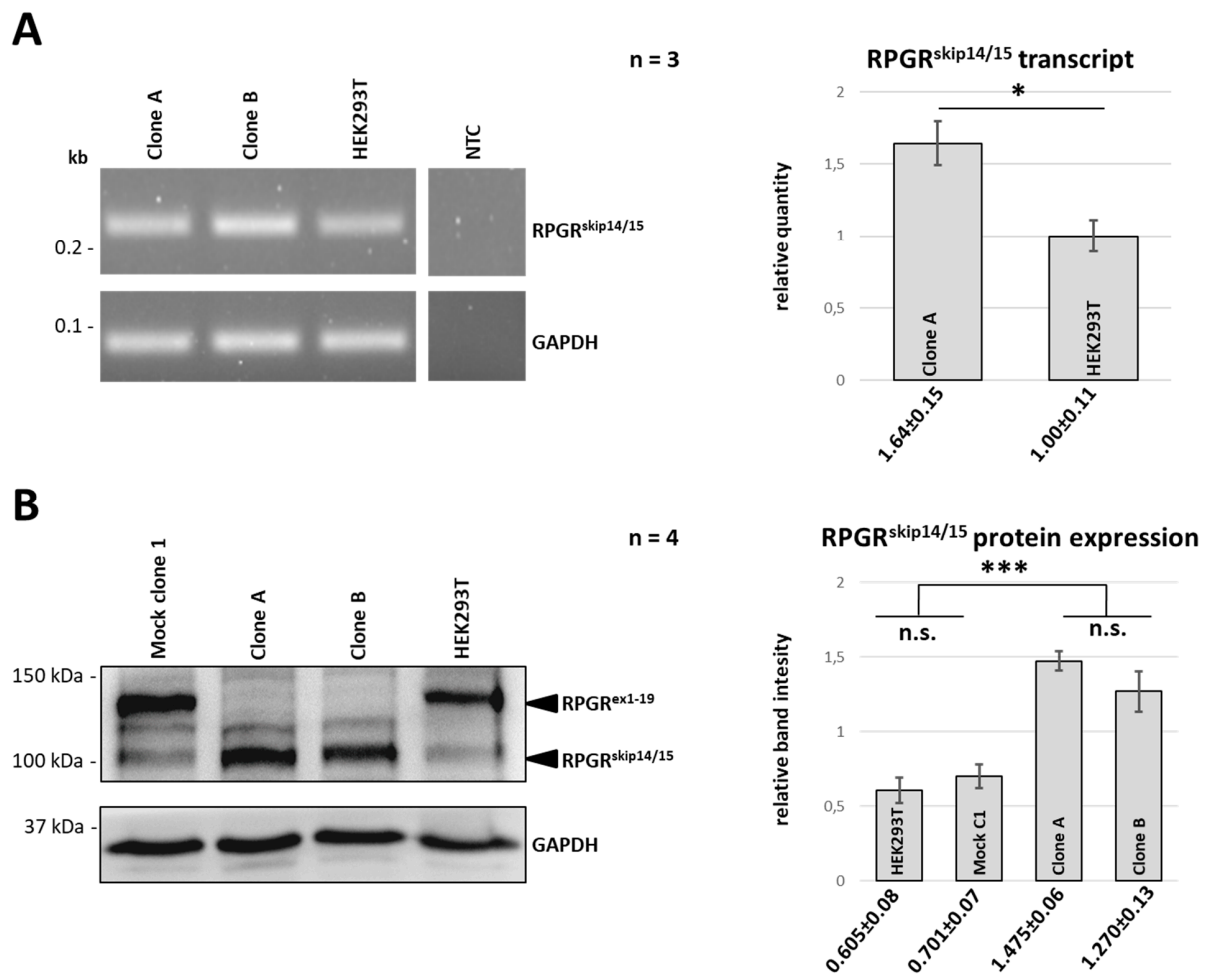 A
n = 3
Clone A
Clone B
HEK293T
NTC
kb
0.2 -
0.1 -
RPGRskip14/15
GAPDH
RPGRskip14/15 transcript
*
relative quantity
2
1,5
1
0,5
0
Clone A
HEK293T
1.64±0.15
1.00±0.11
B
n = 4
Mock clone 1
Clone A
Clone B
HEK293T
150 kDa -
100 kDa -
37 kDa -
RPGRex1-19
RPGRskip14/15
GAPDH
RPGRskip14/15 protein expression
***
n.s.
n.s.
relative band intesity
2
1,5
1
0,5
0
HEK293T
Mock C1
Clone A
Clone B
0.605±0.08
0.701±0.07
1.475±0.06
1.270±0.13